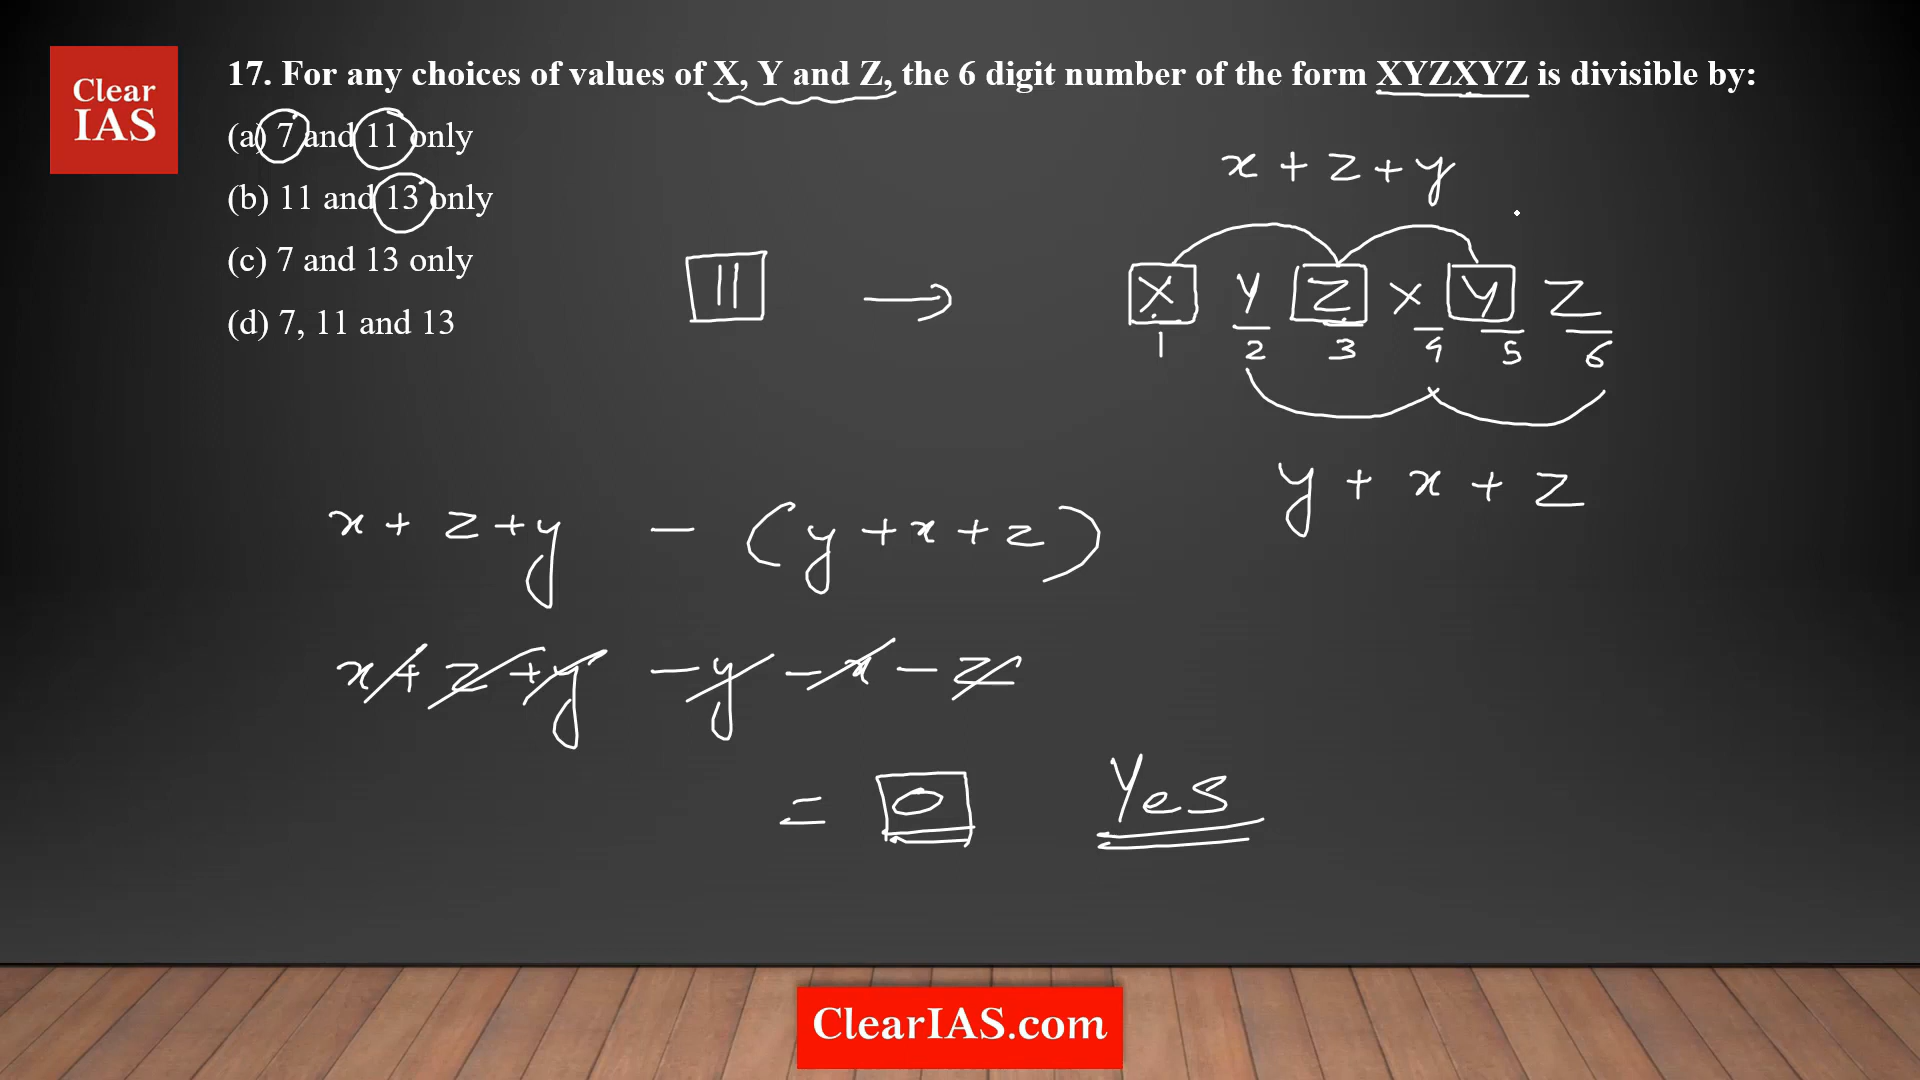 Clear
IAS
17. For any choices of values of X, Y and Z, the 6 digit number of the form XYZXYZ is divisible by:
(a) 7 and 11 only
(b) 11 and 13 only
(c) 7 and 13 only
(d) 7, 11 and 13
x + z + y
11 → X Y Z X Y Z
1 2 3 4 5 6
y + x + z
x + z + y - (y + x + z)
x + z + y - y - x - z
= 0 Yes
ClearIAS.com